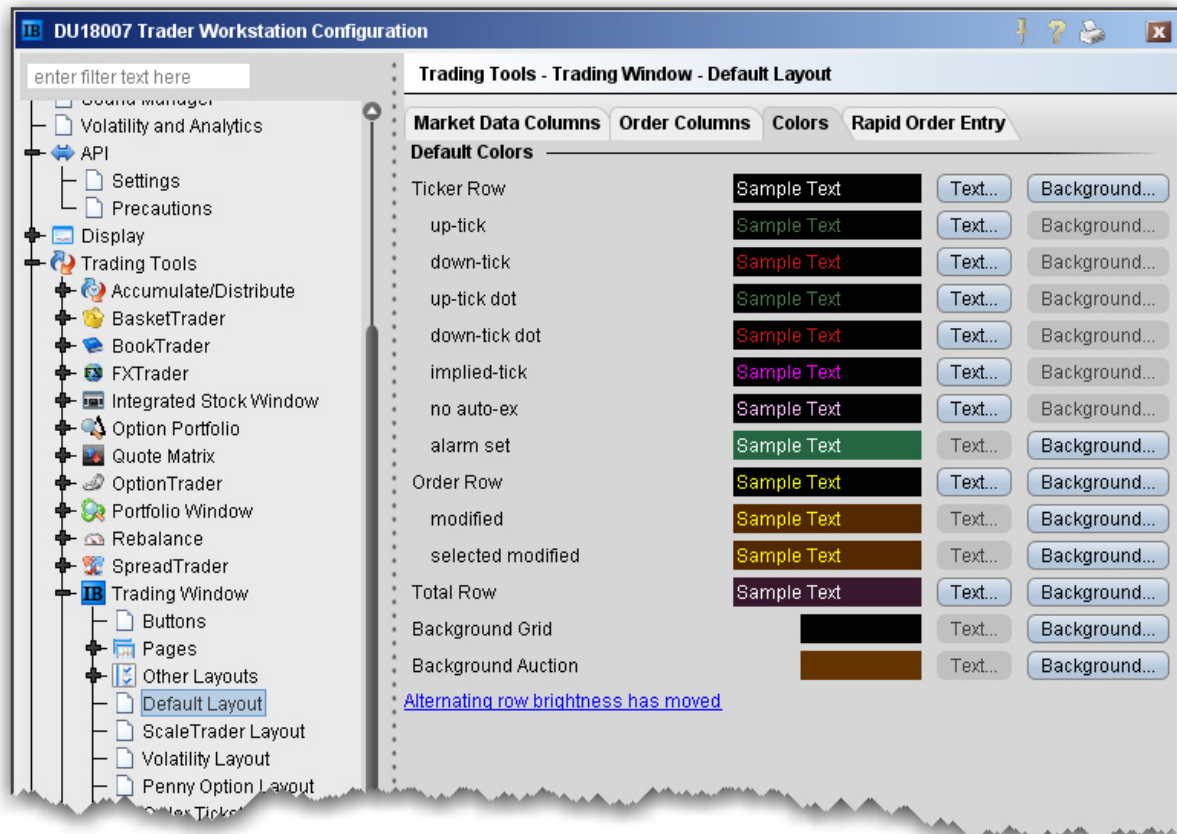 IB DU18007 Trader Workstation Configuration
enter filter text here
Sound Manager
Volatility and Analytics
API
Settings
Precautions
Display
Trading Tools
Accumulate/Distribute
BasketTrader
BookTrader
FXTrader
Integrated Stock Window
Option Portfolio
Quote Matrix
OptionTrader
Portfolio Window
Rebalance
SpreadTrader
IB Trading Window
Buttons
Pages
Other Layouts
Default Layout
ScaleTrader Layout
Volatility Layout
Penny Option Layout
Trading Tools - Trading Window - Default Layout
Market Data Columns Order Columns Colors Rapid Order Entry
Default Colors
Ticker Row Sample Text Text... Background...
up-tick Sample Text Text... Background...
down-tick Sample Text Text... Background...
up-tick dot Sample Text Text... Background...
down-tick dot Sample Text Text... Background...
implied-tick Sample Text Text... Background...
no auto-ex Sample Text Text... Background...
alarm set Sample Text Text... Background...
Order Row Sample Text Text... Background...
modified Sample Text Text... Background...
selected modified Sample Text Text... Background...
Total Row Sample Text Text... Background...
Background Grid Text... Background...
Background Auction Text... Background...
Alternating row brightness has moved